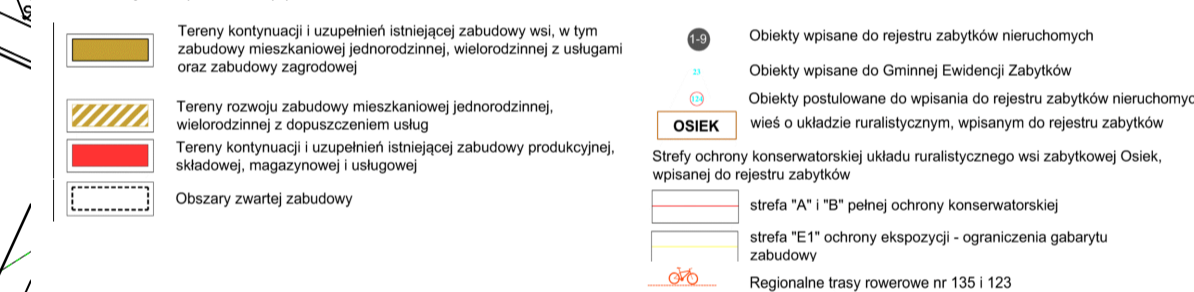 Tereny kontynuacji i uzupełnień istniejącej zabudowy wsi, w tym
zabudowy mieszkaniowej jednorodzinnej, wielorodzinnej z usługami
oraz zabudowy zagrodowej
Tereny rozwoju zabudowy mieszkaniowej jednorodzinnej,
wielorodzinnej z dopuszczeniem usług
Tereny kontynuacji i uzupełnień istniejącej zabudowy produkcyjnej,
składowej, magazynowej i usługowej
Obszary zwartej zabudowy
1-9 Obiekty wpisane do rejestru zabytków nieruchomych
23 Obiekty wpisane do Gminnej Ewidencji Zabytków
124 Obiekty postulowane do wpisania do rejestru zabytków nieruchomyc
OSIEK wieś o układzie ruralistycznym, wpisanym do rejestru zabytków
Strefy ochrony konserwatorskiej układu ruralistycznego wsi zabytkowej Osiek,
wpisanej do rejestru zabytków
strefa "A" i "B" pełnej ochrony konserwatorskiej
strefa "E1" ochrony ekspozycji - ograniczenia gabarytu
zabudowy
Regionalne trasy rowerowe nr 135 i 123